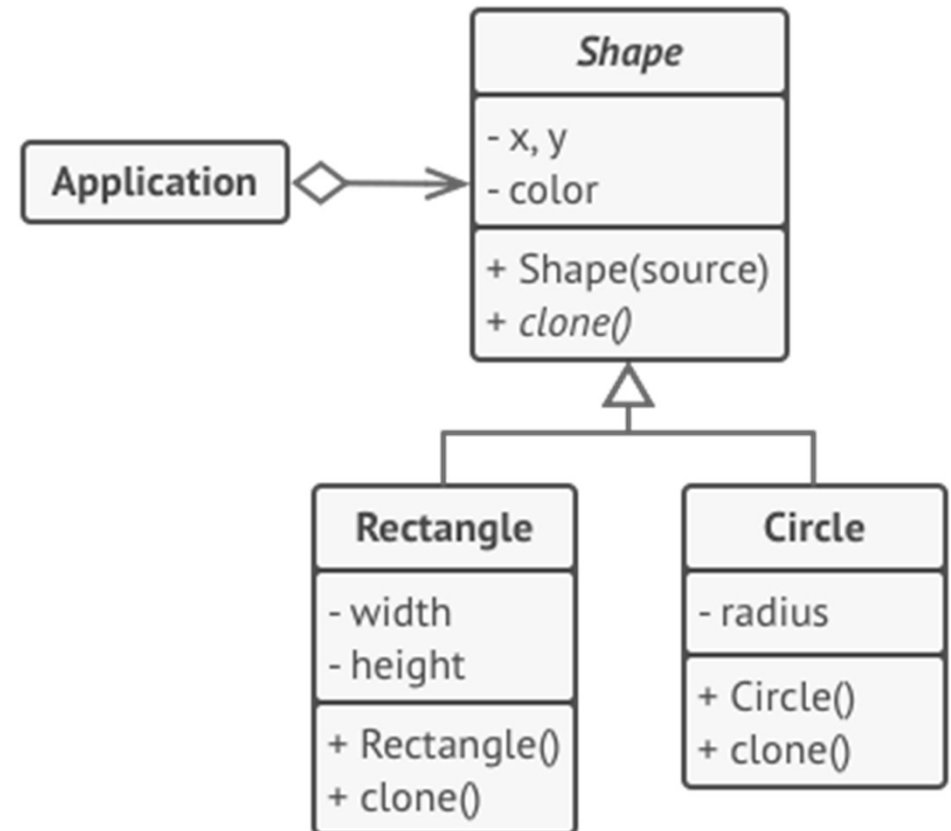 Shape
- x, y
- color
Application
+ Shape(source)
+ clone()
Rectangle
- width
- height
+ Rectangle()
+ clone()
Circle
- radius
+ Circle()
+ clone()